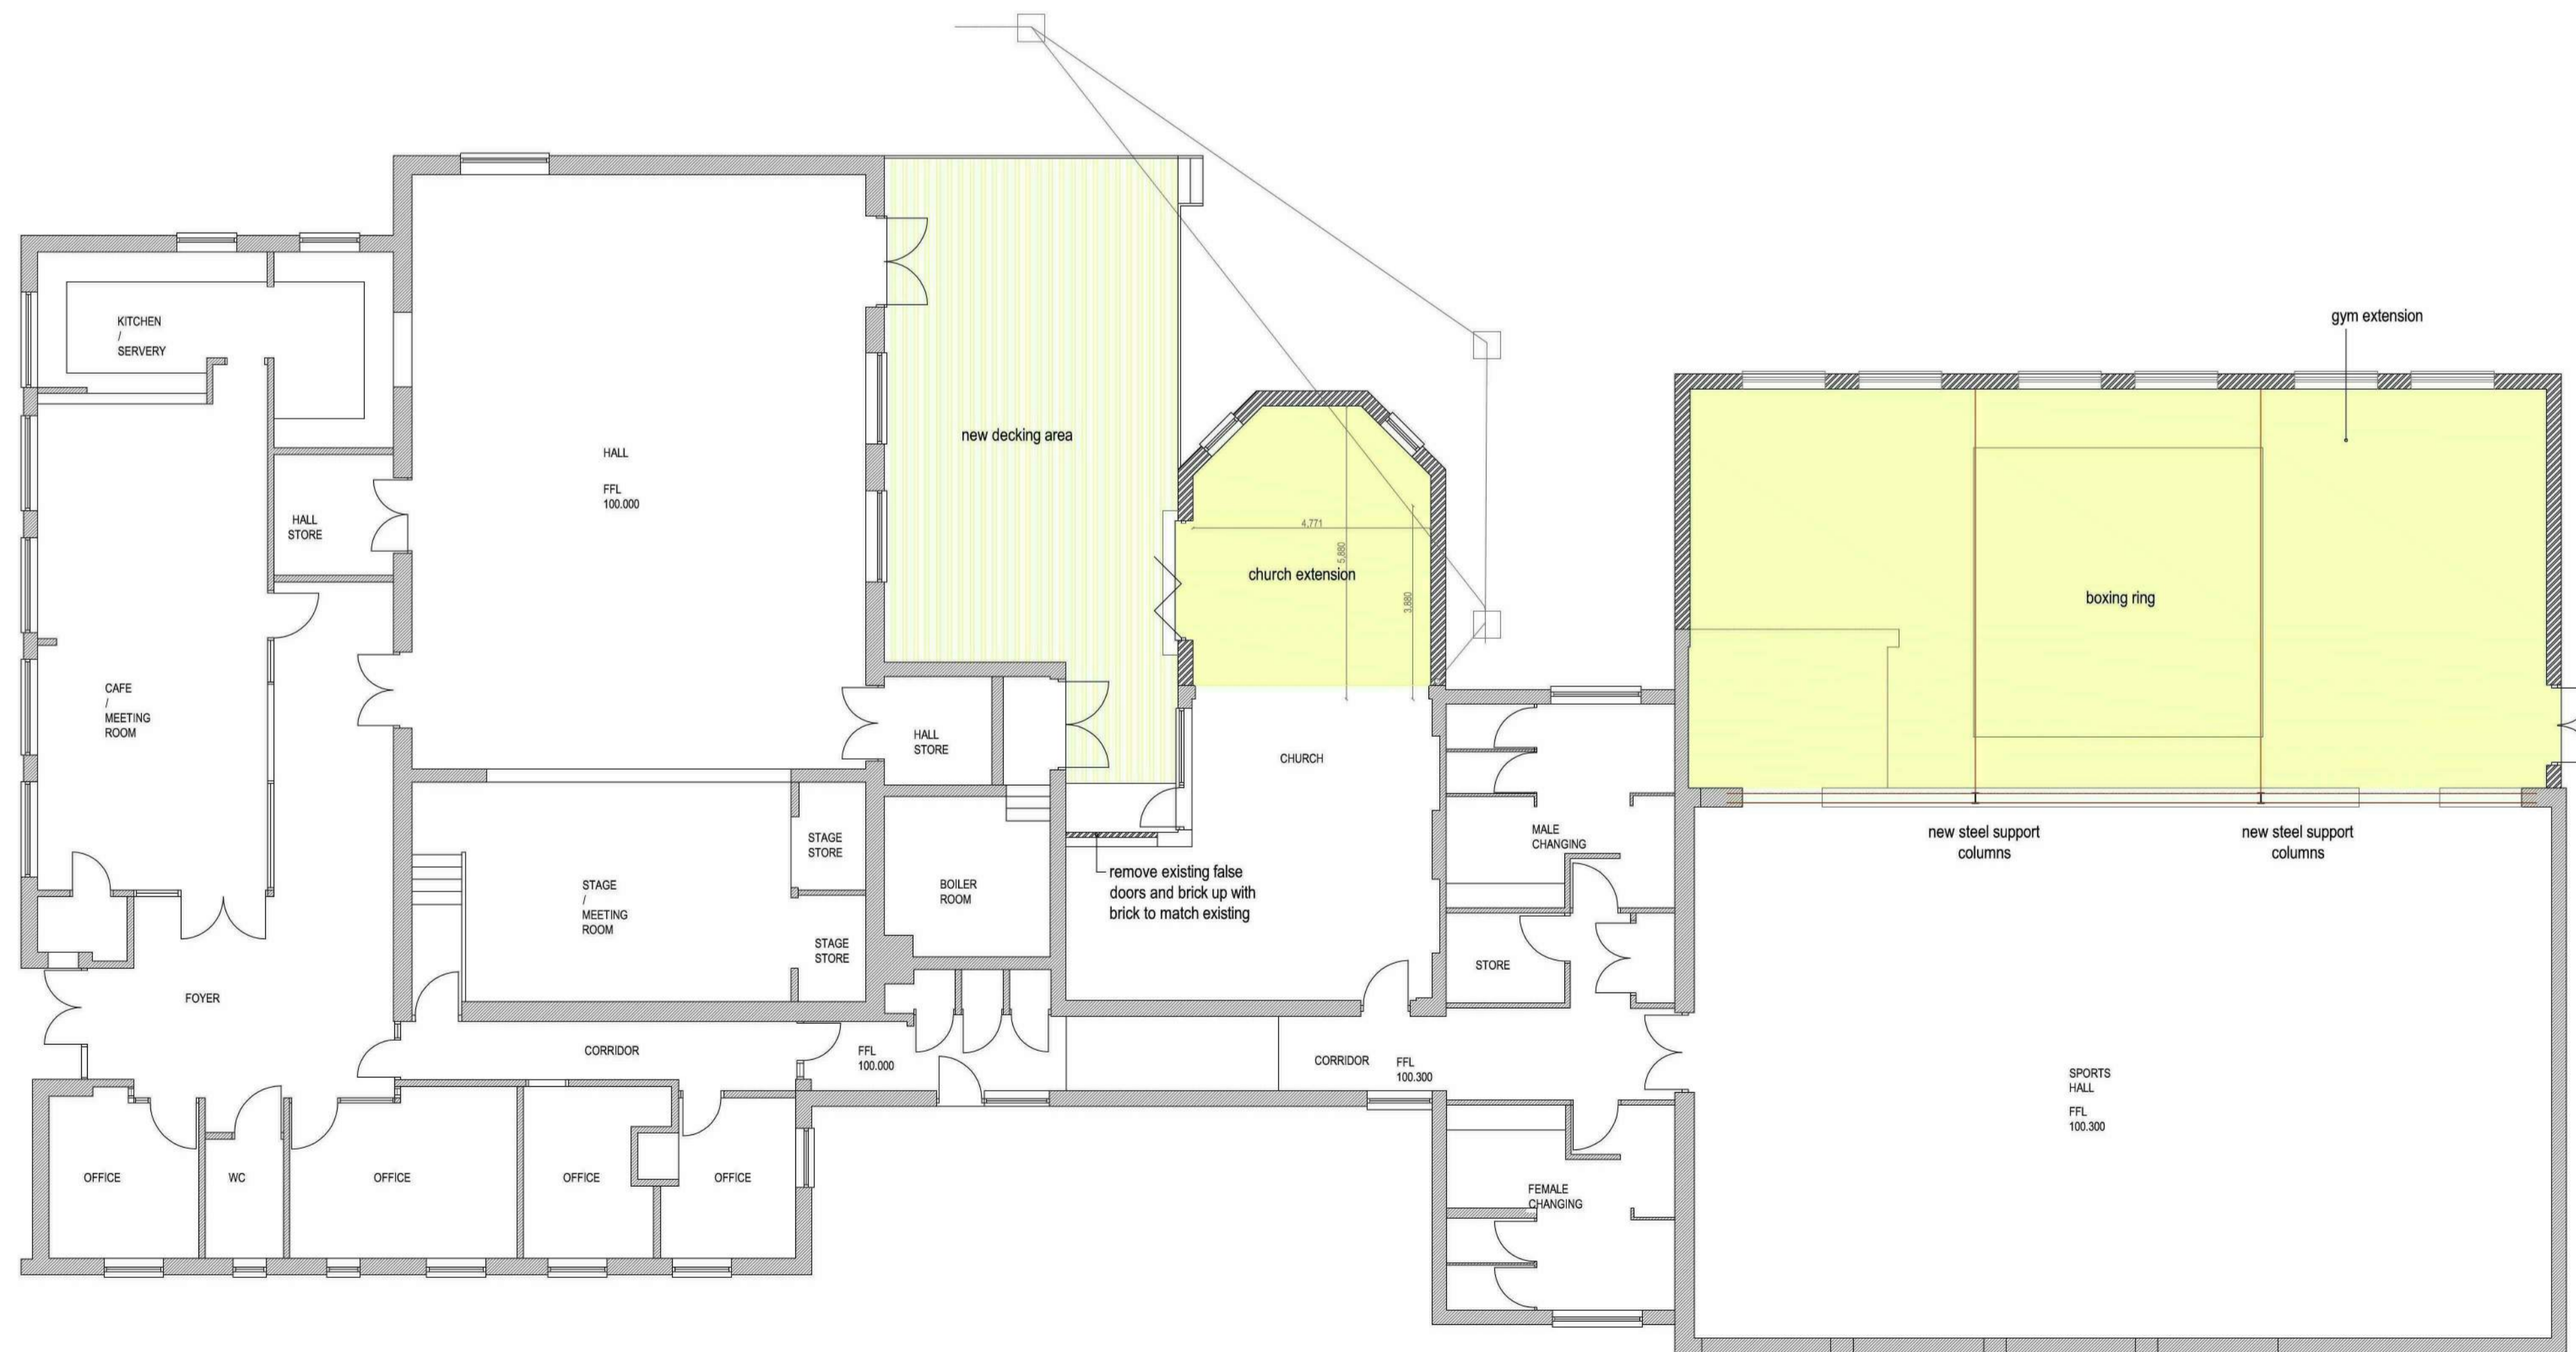 gym extension
KITCHEN
/
SERVERY
new decking area
HALL
FFL
100.000
HALL
STORE
4,771
5,880
church extension
3,880
boxing ring
CAFE
/
MEETING
ROOM
HALL
STORE
CHURCH
STAGE
STORE
MALE
CHANGING
new steel support
columns
new steel support
columns
remove existing false
doors and brick up with
brick to match existing
STAGE
/
MEETING
ROOM
BOILER
ROOM
STAGE
STORE
STORE
FOYER
CORRIDOR
FFL
100.000
CORRIDOR
FFL
100.300
SPORTS
HALL
FFL
100.300
OFFICE
WC
OFFICE
OFFICE
OFFICE
FEMALE
CHANGING